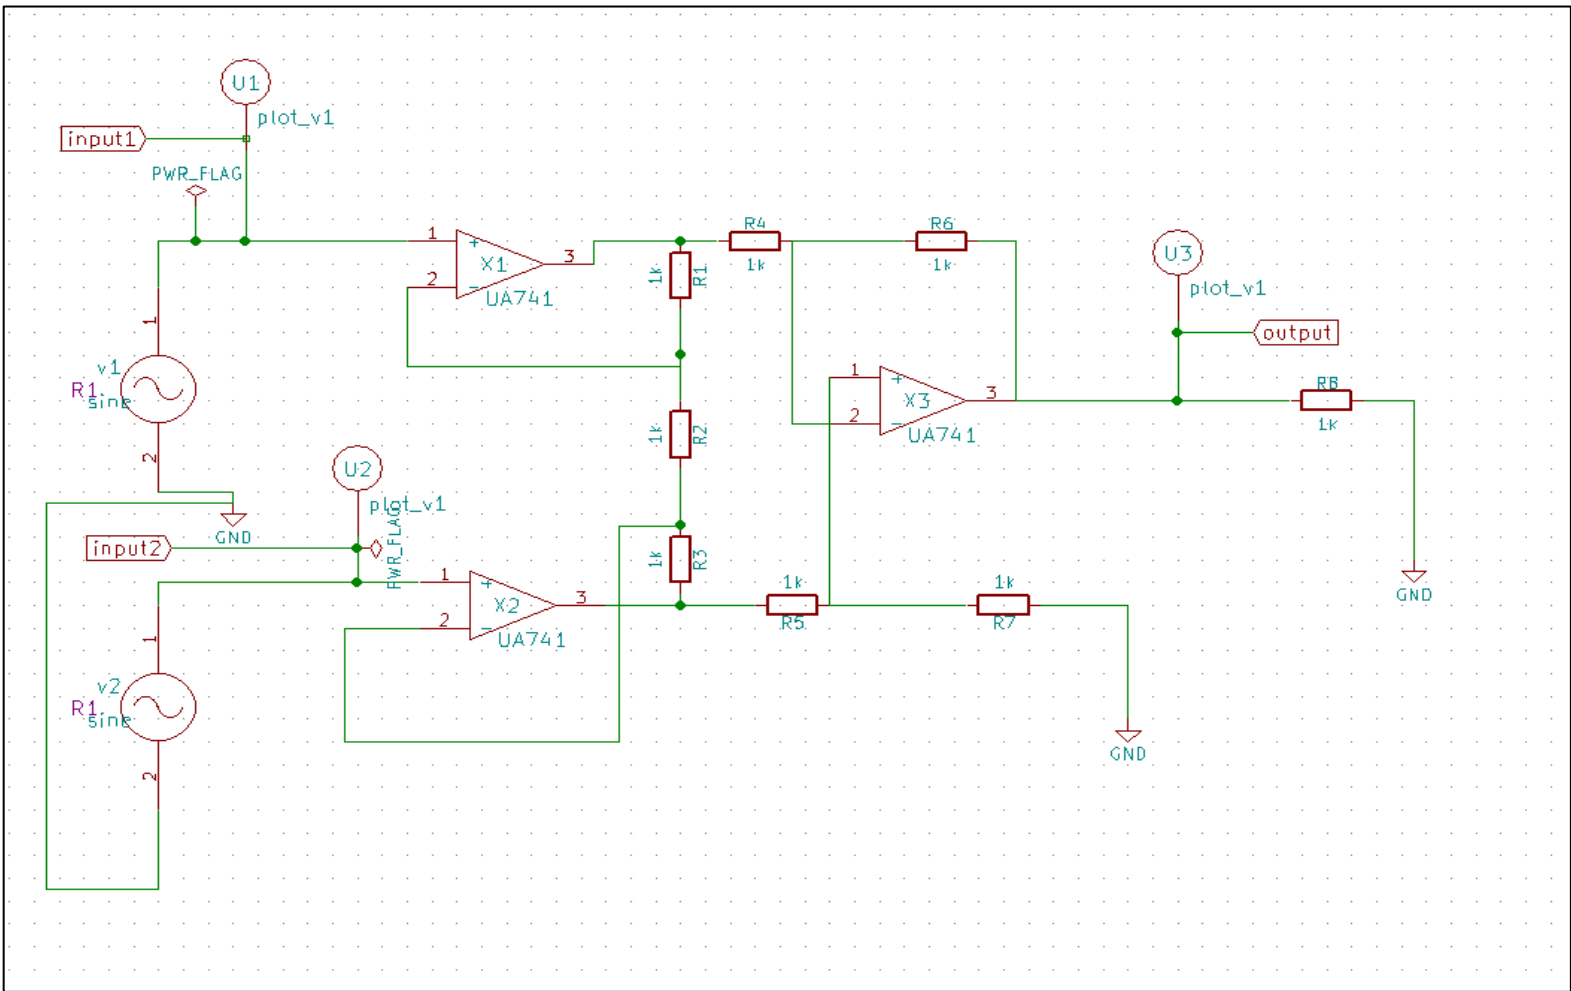 U1
plot_v1
input1
PWR_FLAG
1
2
+
-
X1
3
UA741
R4
1k
R6
1k
1k
R1
U3
plot_v1
output
1
v1
R1
sine
2
GND
1
2
+
-
X3
3
UA741
R8
1k
GND
1k
R2
U2
plot_v1
PWR_FLAG
input2
1k
R3
1
2
+
-
X2
3
UA741
1k
R5
1k
R7
GND
1
v2
R1
sine
2